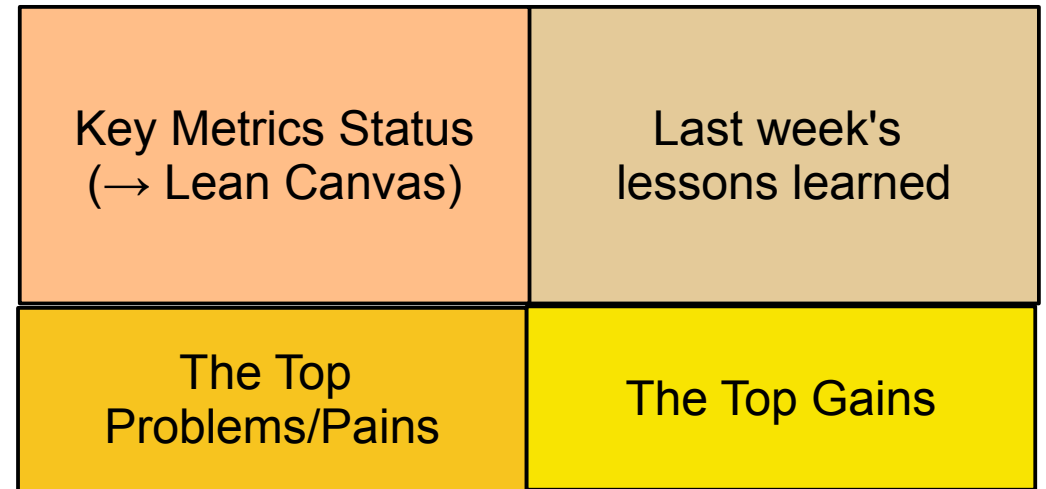 Key Metrics Status
(→ Lean Canvas)
Last week's
lessons learned
The Top
Problems/Pains
The Top Gains